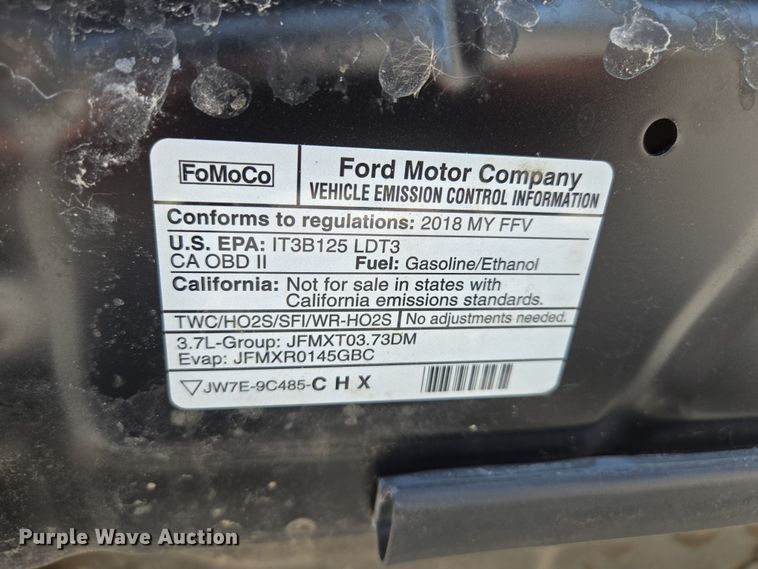 FoMoCo
Ford Motor Company
VEHICLE EMISSION CONTROL INFORMATION
Conforms to regulations: 2018 MY FFV
U.S. EPA: IT3B125 LDT3
CA OBD II Fuel: Gasoline/Ethanol
California: Not for sale in states with
California emissions standards.
TWC/HO2S/SFI/WR-HO2S No adjustments needed.
3.7L-Group: JFMXT03.73DM
Evap: JFMXR0145GBC
JW7E-9C485-C H X
Purple Wave Auction